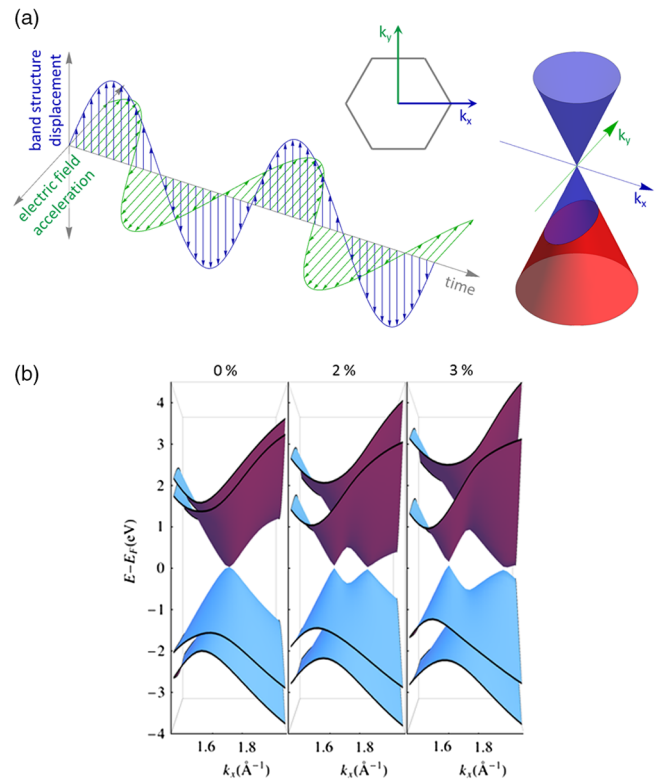 (a)
band structure
displacement
electric field
acceleration
time
k_y
k_x
k_y
k_x
(b)
0 %
2 %
3 %
E−E_F(eV)
4
3
2
1
0
−1
−2
−3
−4
1.6
1.8
1.6
1.8
1.6
1.8
k_x(Å⁻¹)
k_x(Å⁻¹)
k_x(Å⁻¹)